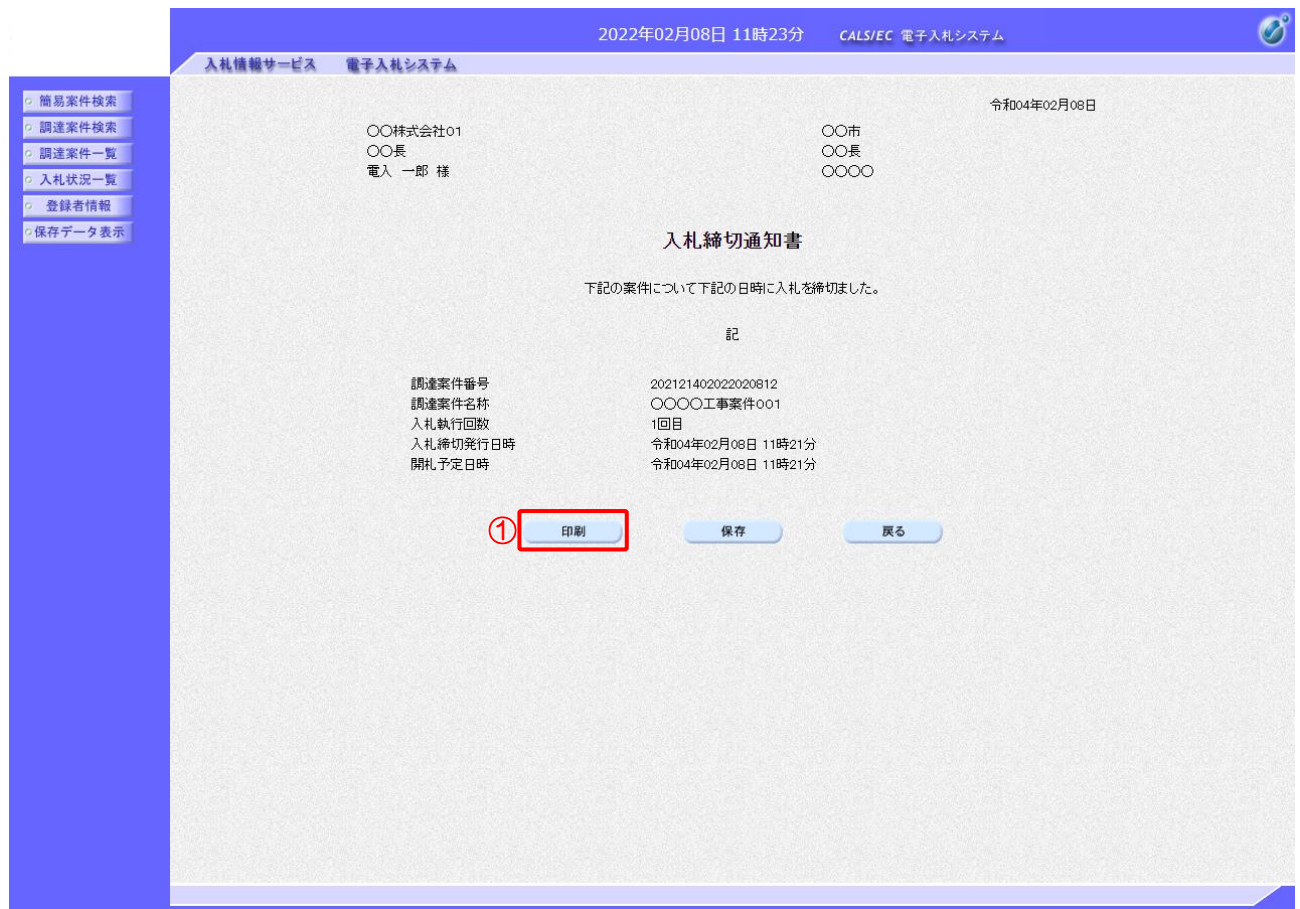 2022年02月08日 11時23分 CALS/EC 電子入札システム
入札情報サービス 電子入札システム
簡易案件検索
調達案件検索
調達案件一覧
入札状況一覧
登録者情報
保存データ表示
令和04年02月08日
〇〇株式会社01 〇〇市
〇〇長 〇〇長
電入 一郎 様 〇〇〇〇
入札締切通知書
下記の案件について下記の日時に入札を締切ました。
記
調達案件番号 202121402022020812
調達案件名称 〇〇〇〇工事案件001
入札執行回数 1回目
入札締切発行日時 令和04年02月08日 11時21分
開札予定日時 令和04年02月08日 11時21分
① 印刷 保存 戻る